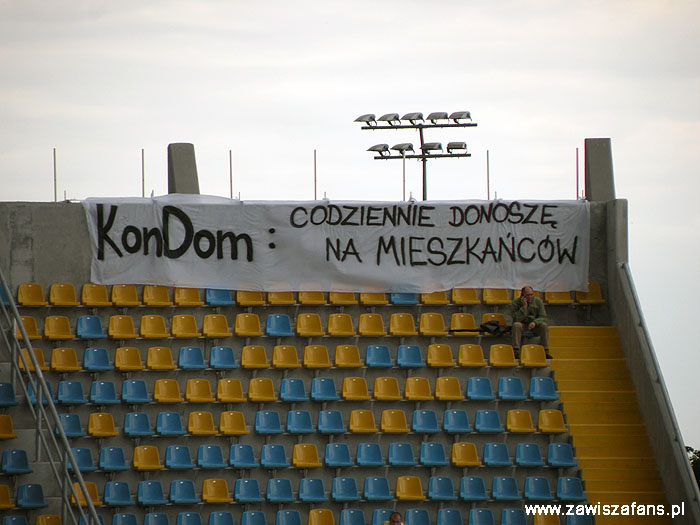 KonDom : CODZIENNIE DONOSZĘ
NA MIESZKAŃCÓW
www.zawiszafans.pl